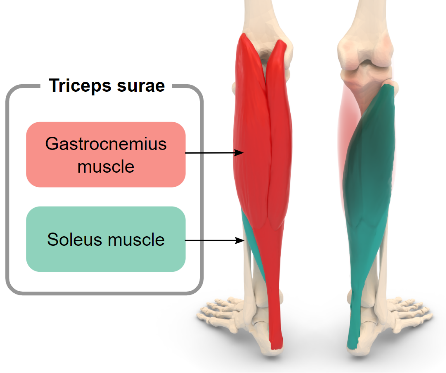 Triceps surae
Gastrocnemius
muscle
Soleus muscle